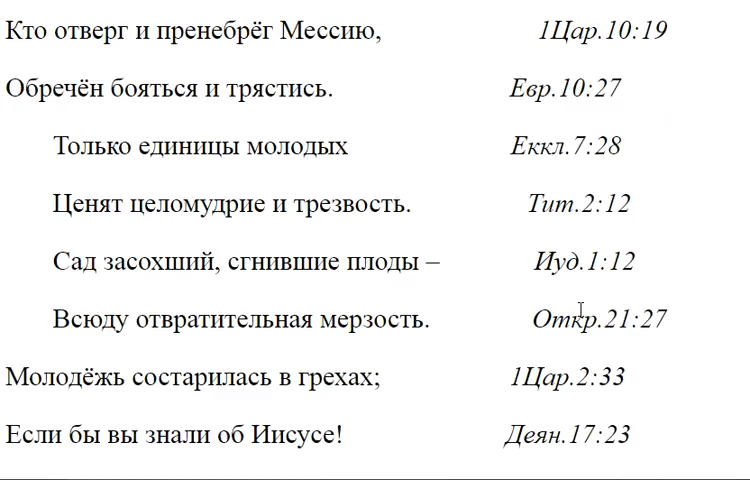 Кто отверг и пренебрёг Мессию, 1Цар.10:19
Обречён бояться и трястись. Евр.10:27
Только единицы молодых Еккл.7:28
Ценят целомудрие и трезвость. Тит.2:12
Сад засохший, сгнившие плоды – Иуд.1:12
Всюду отвратительная мерзость. Откр.21:27
Молодёжь состарилась в грехах; 1Цар.2:33
Если бы вы знали об Иисусе! Деян.17:23